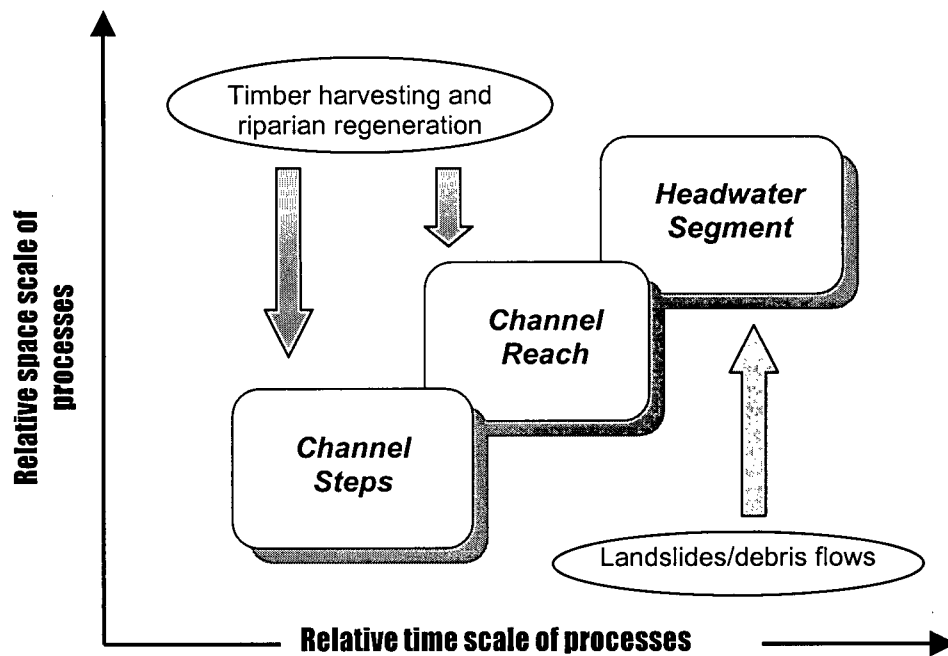 Timber harvesting and
riparian regeneration
Headwater
Segment
Channel
Reach
Channel
Steps
Landslides/debris flows
Relative space scale of
processes
Relative time scale of processes